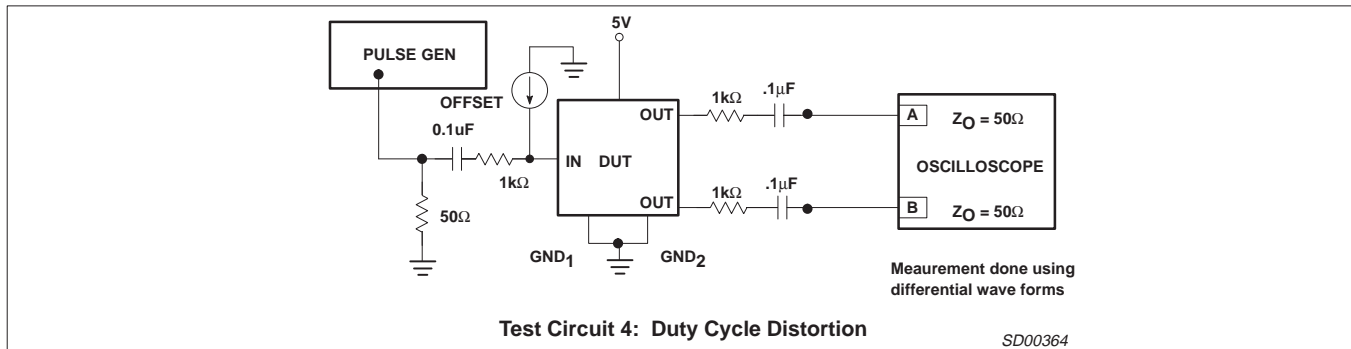 5V
PULSE GEN
OFFSET
0.1uF
1kΩ
50Ω
IN DUT
OUT
OUT
GND1
GND2
1kΩ
.1μF
1kΩ
.1μF
A
ZO = 50Ω
OSCILLOSCOPE
B
ZO = 50Ω
Meaurement done using
differential wave forms
Test Circuit 4: Duty Cycle Distortion
SD00364